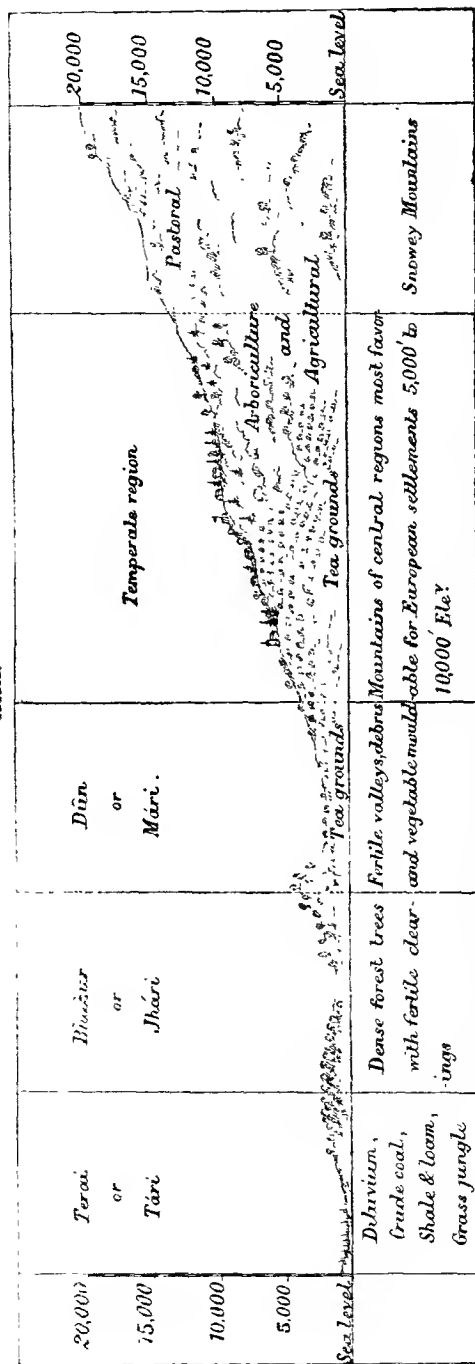 20,000
15,000
10,000
5,000
Sea level
Terai
or
Tári
or
Jhári
Dûn
or
Mári.
Temperate region
Pastoral
Arboriculture
and
Agricultural
Tea grounds
Tea grounds
20,000
15,000
10,000
5,000
Sea level
Diluvium,
Crude coal,
Shale & loam,
Grass jungle
Dense forest trees
with fertile clear-
ings
Fertile valleys, debris
and vegetable mould
Mountains of central regions most favor-
able for European settlements 5,000' to
10,000' Eleʸ
Snowey Mountains